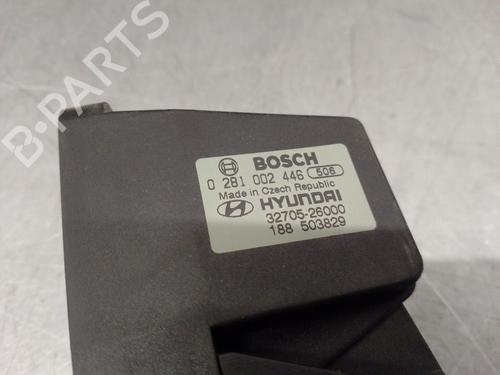 B-PARTS
BOSCH
0 281 002 446 506
Made in Czech Republic
HYUNDAI
32705-26000
188 503829